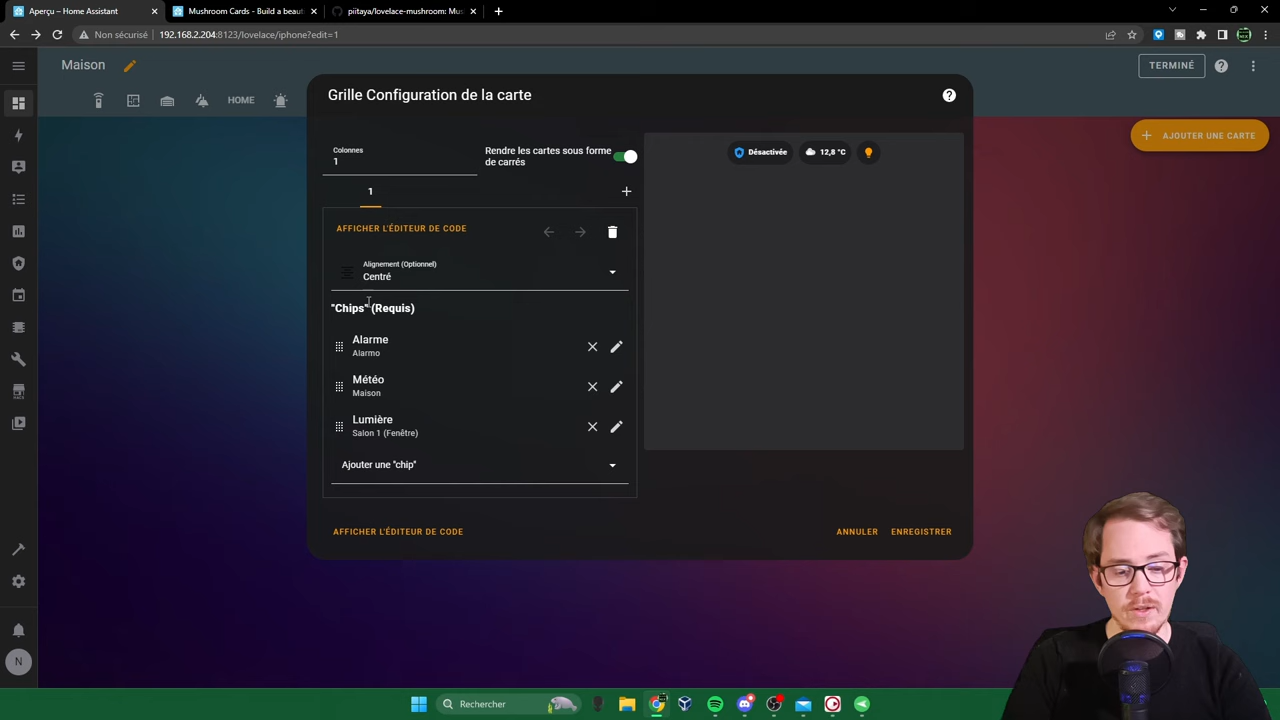 Aperçu – Home Assistant
Mushroom Cards - Build a beaut
piitaya/lovelace-mushroom: Mus
Non sécurisé
192.168.2.204:8123/lovelace/iphone?edit=1
Maison
TERMINÉ
HOME
AJOUTER UNE CARTE
Grille Configuration de la carte
Colonnes
1
Rendre les cartes sous forme
de carrés
1
AFFICHER L'ÉDITEUR DE CODE
Alignement (Optionnel)
Centré
"Chips" (Requis)
Alarme
Alarmo
Météo
Maison
Lumière
Salon 1 (Fenêtre)
Ajouter une "chip"
Désactivée
12,8 °C
AFFICHER L'ÉDITEUR DE CODE
ANNULER
ENREGISTRER
N
Rechercher